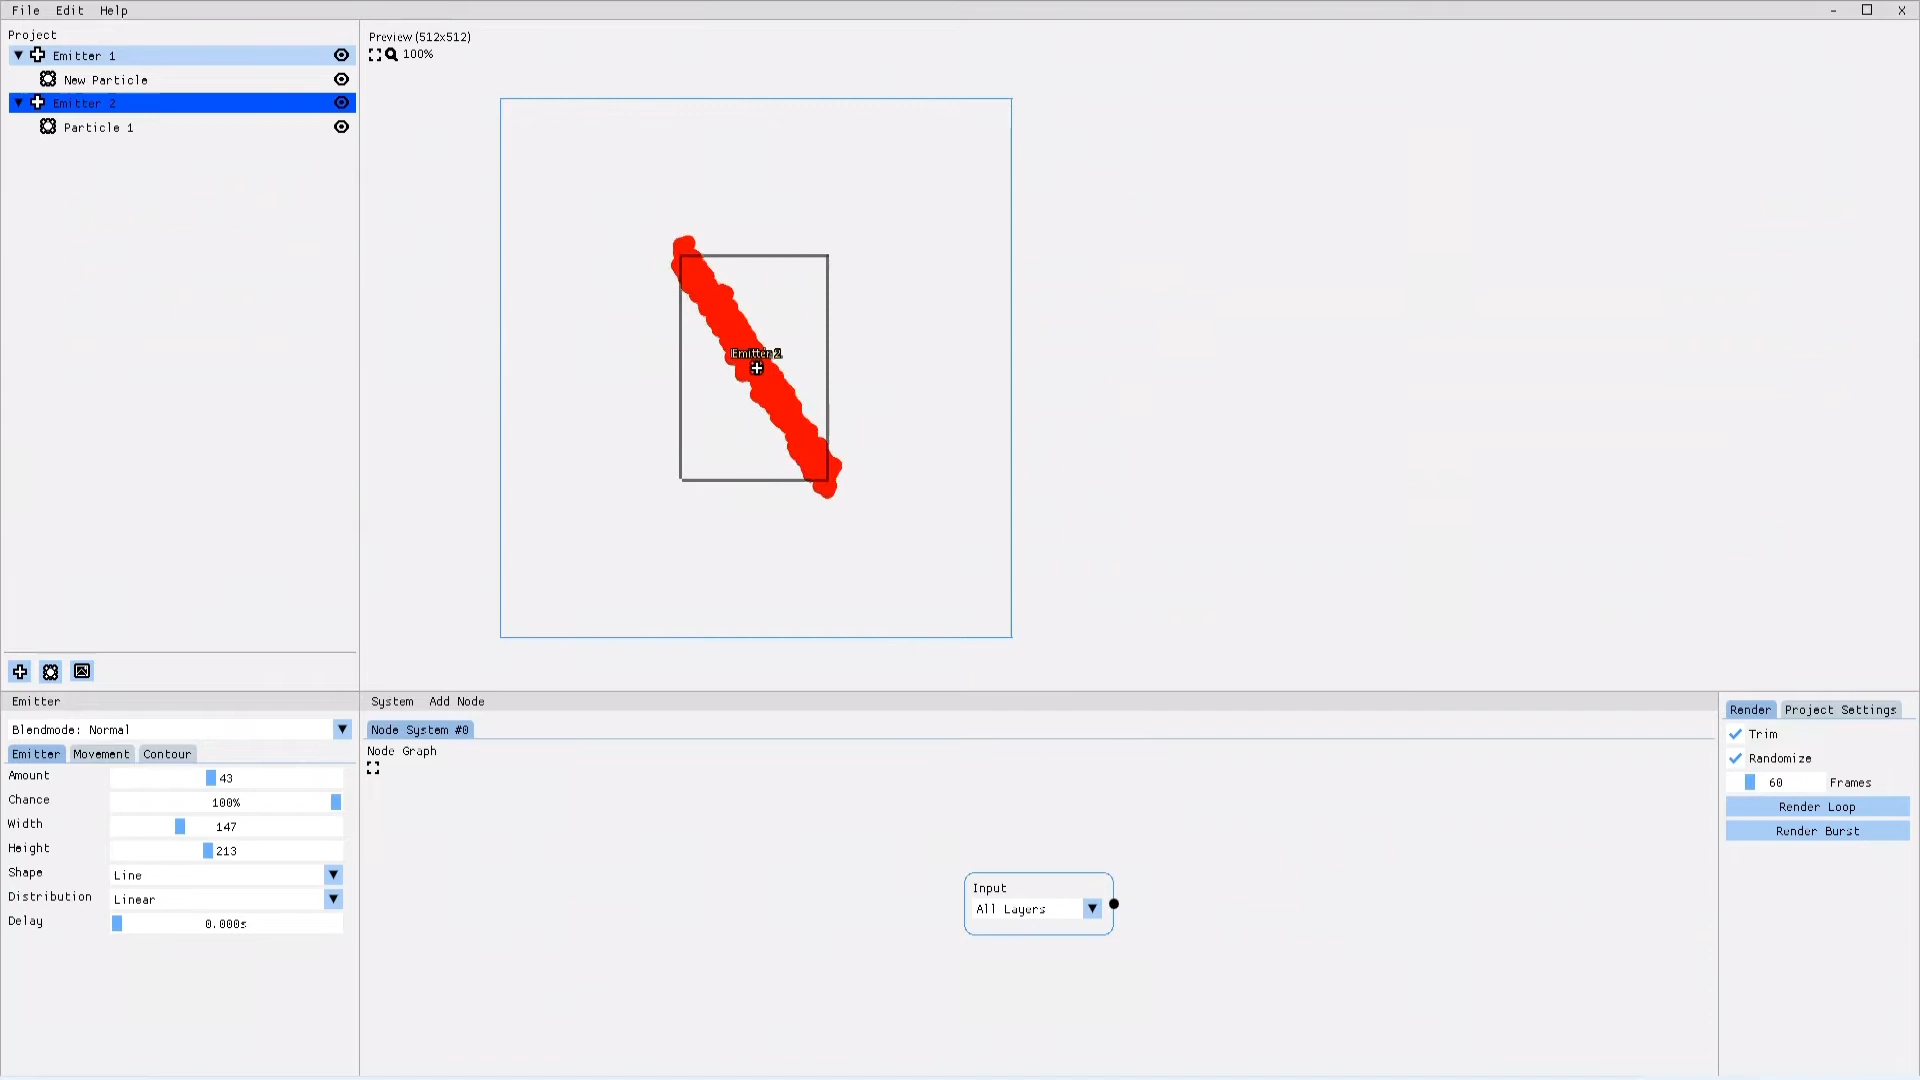 File Edit Help
- X
Project
Emitter 1
New Particle
Emitter 2
Particle 1
Preview (512x512)
100%
Emitter 2
Emitter
Blendmode: Normal
Emitter Movement Contour
Amount 43
Chance 100%
Width 147
Height 213
Shape Line
Distribution Linear
Delay 0.000s
System Add Node
Node System #0
Node Graph
Input
All Layers
Render Project Settings
Trim
Randomize
60 Frames
Render Loop
Render Burst